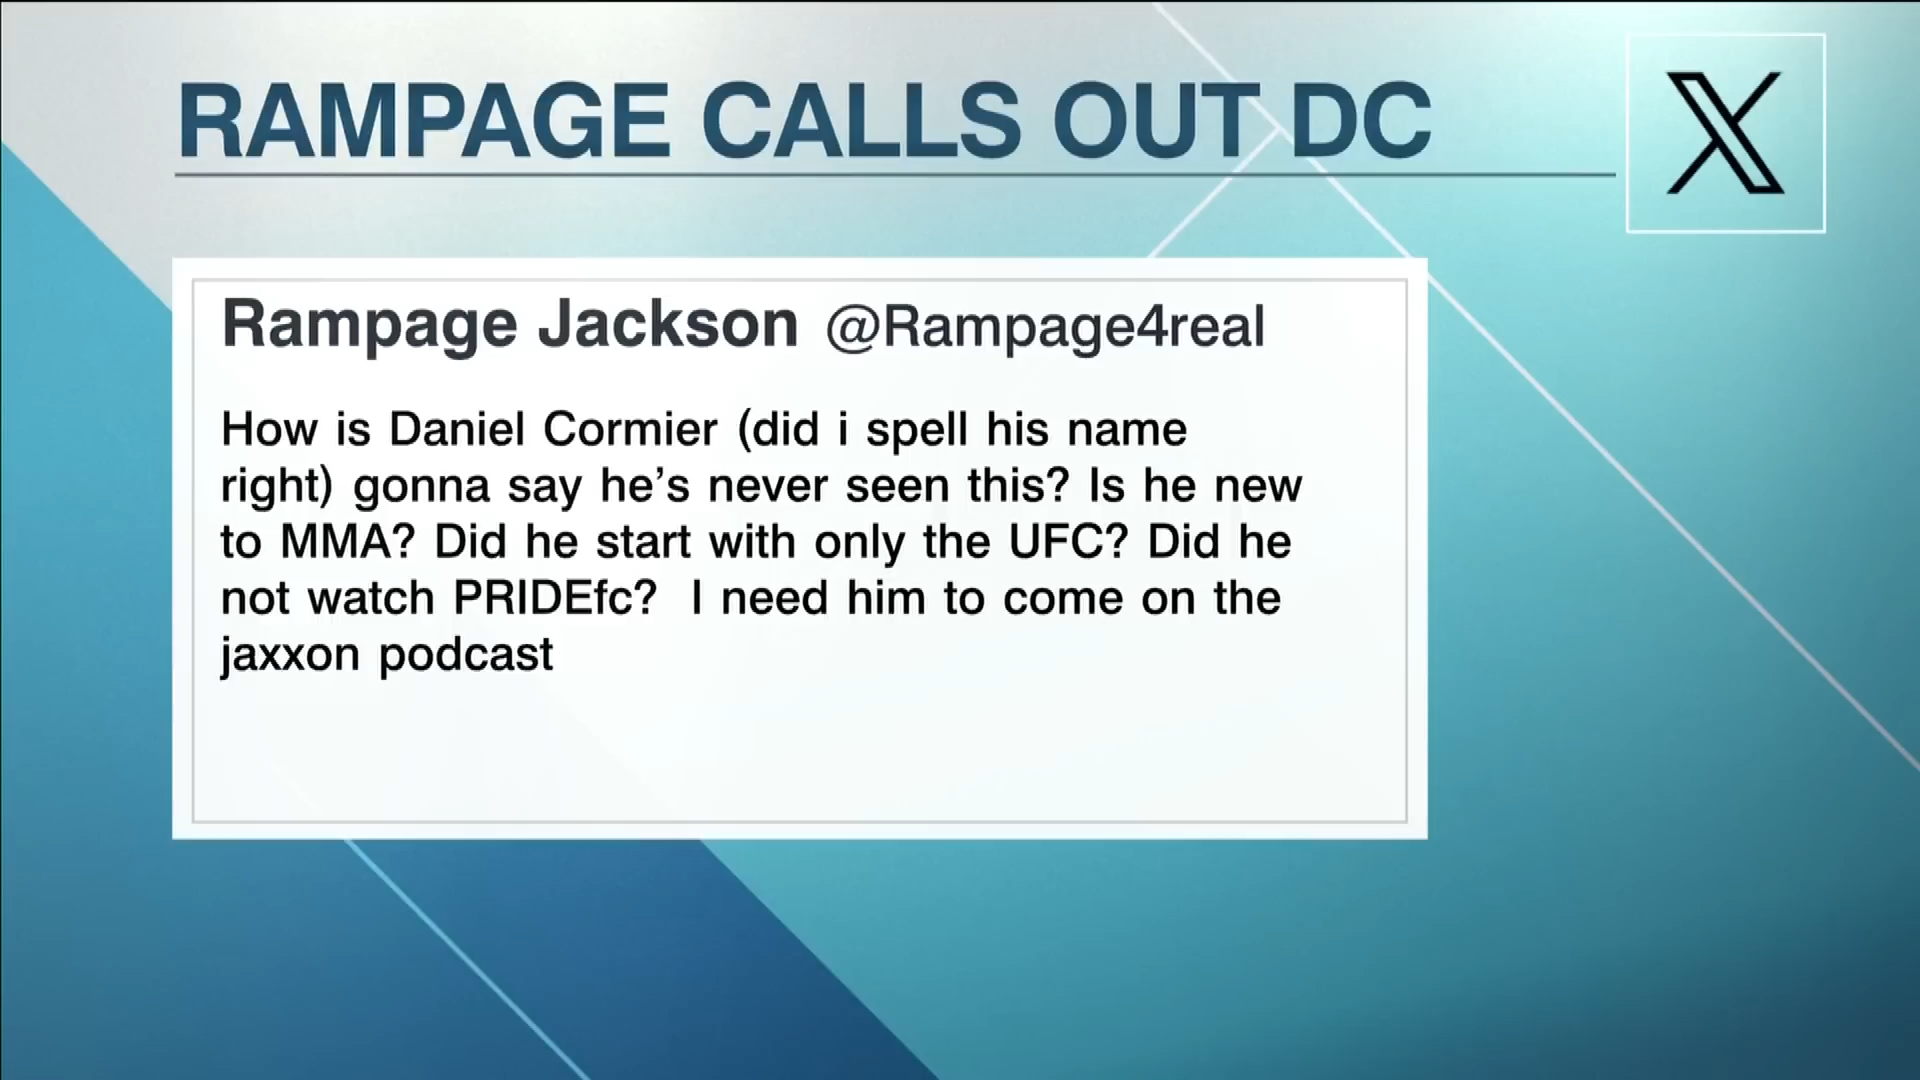 RAMPAGE CALLS OUT DC
Rampage Jackson @Rampage4real
How is Daniel Cormier (did i spell his name
right) gonna say he’s never seen this? Is he new
to MMA? Did he start with only the UFC? Did he
not watch PRIDEfc?  I need him to come on the
jaxxon podcast